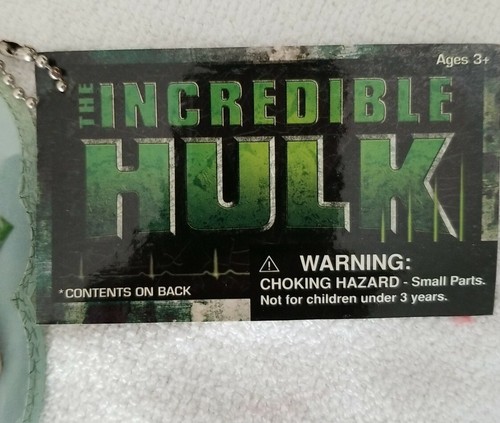 Ages 3+
THE INCREDIBLE
HULK
⚠ WARNING:
CHOKING HAZARD - Small Parts.
Not for children under 3 years.
*CONTENTS ON BACK